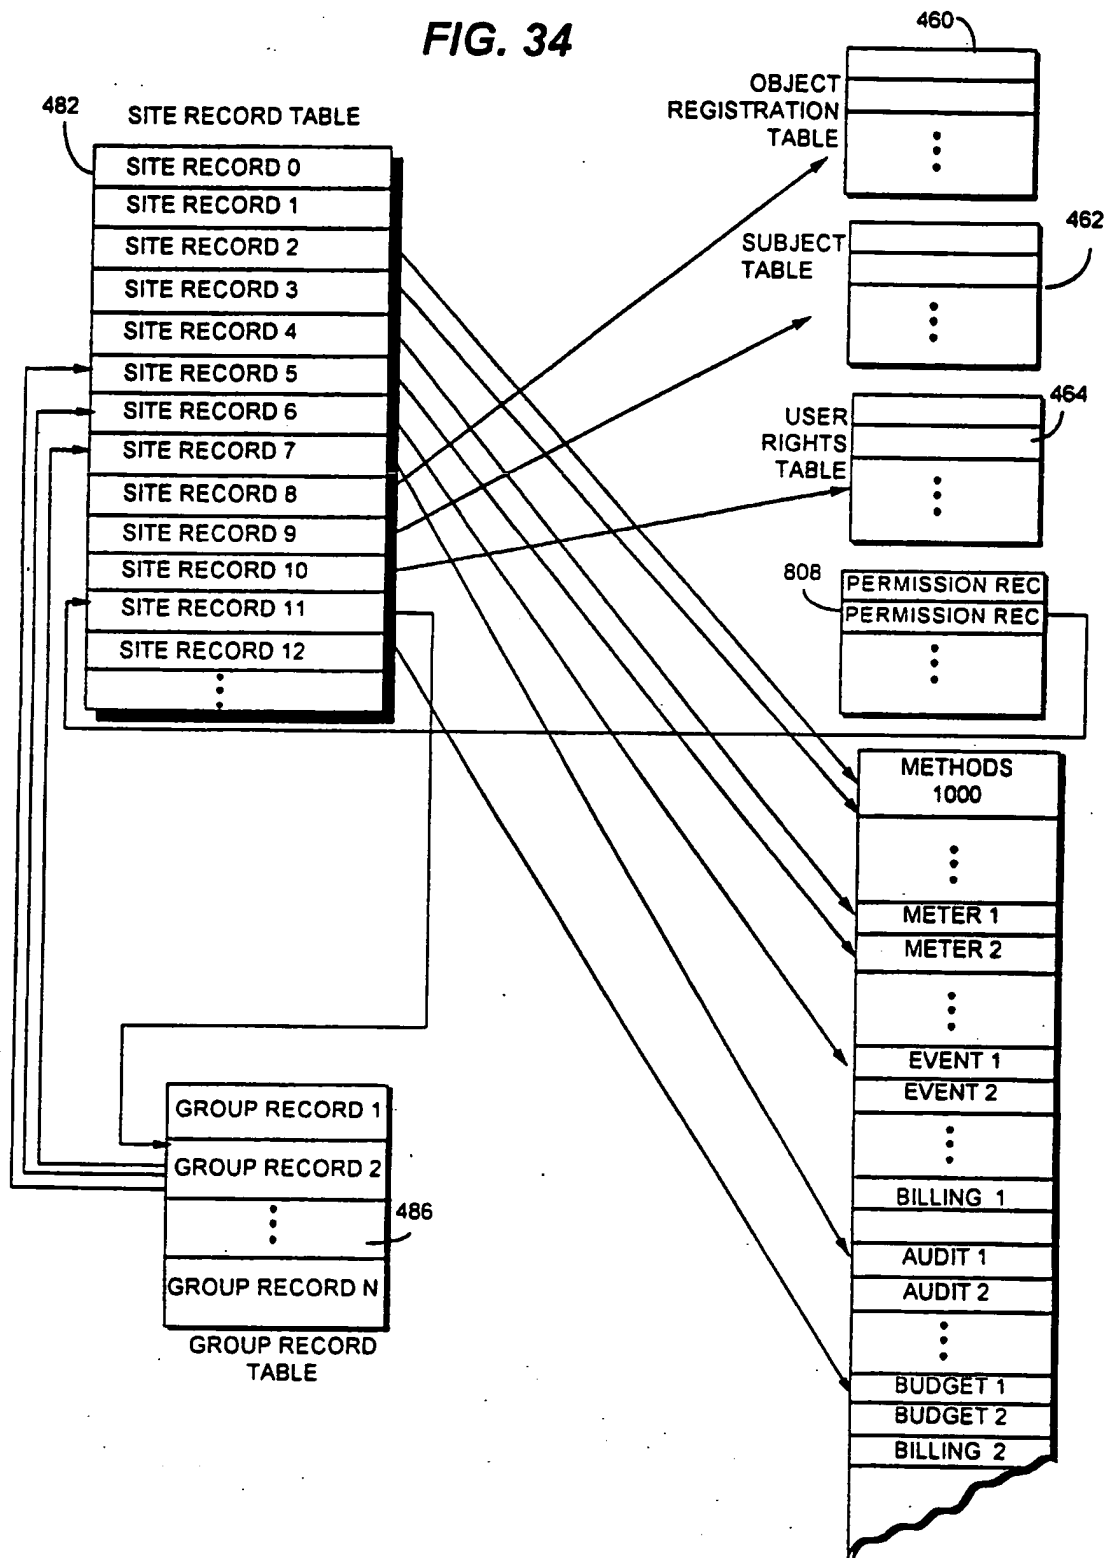 FIG. 34
482
SITE RECORD TABLE
SITE RECORD 0
SITE RECORD 1
SITE RECORD 2
SITE RECORD 3
SITE RECORD 4
SITE RECORD 5
SITE RECORD 6
SITE RECORD 7
SITE RECORD 8
SITE RECORD 9
SITE RECORD 10
SITE RECORD 11
SITE RECORD 12
460
OBJECT
REGISTRATION
TABLE
SUBJECT
TABLE
462
USER
RIGHTS
TABLE
464
808
PERMISSION REC
PERMISSION REC
METHODS
1000
METER 1
METER 2
EVENT 1
EVENT 2
BILLING 1
AUDIT 1
AUDIT 2
BUDGET 1
BUDGET 2
BILLING 2
GROUP RECORD 1
GROUP RECORD 2
486
GROUP RECORD N
GROUP RECORD
TABLE